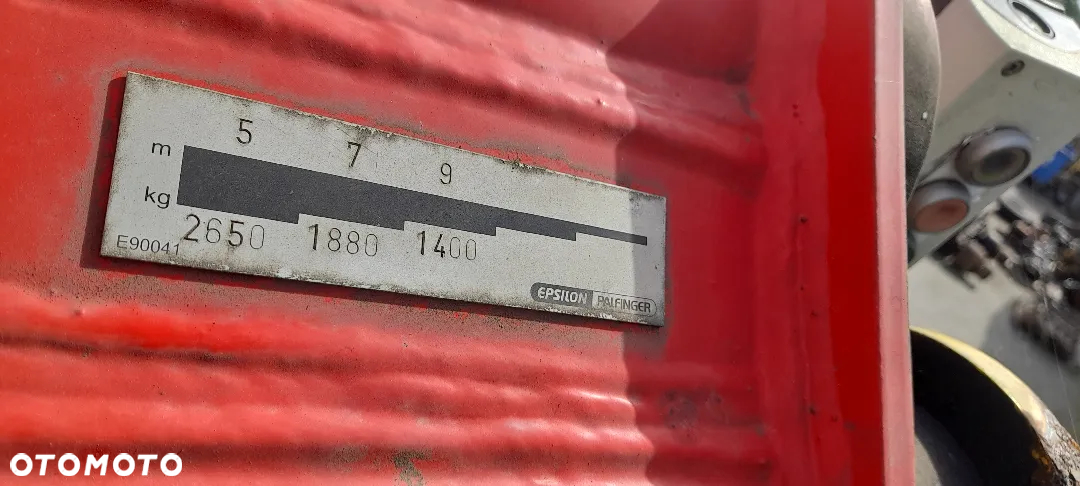 m 5 7 9
kg
2650 1880 1400
E90041
EPSILON PALFINGER
OTOMOTO